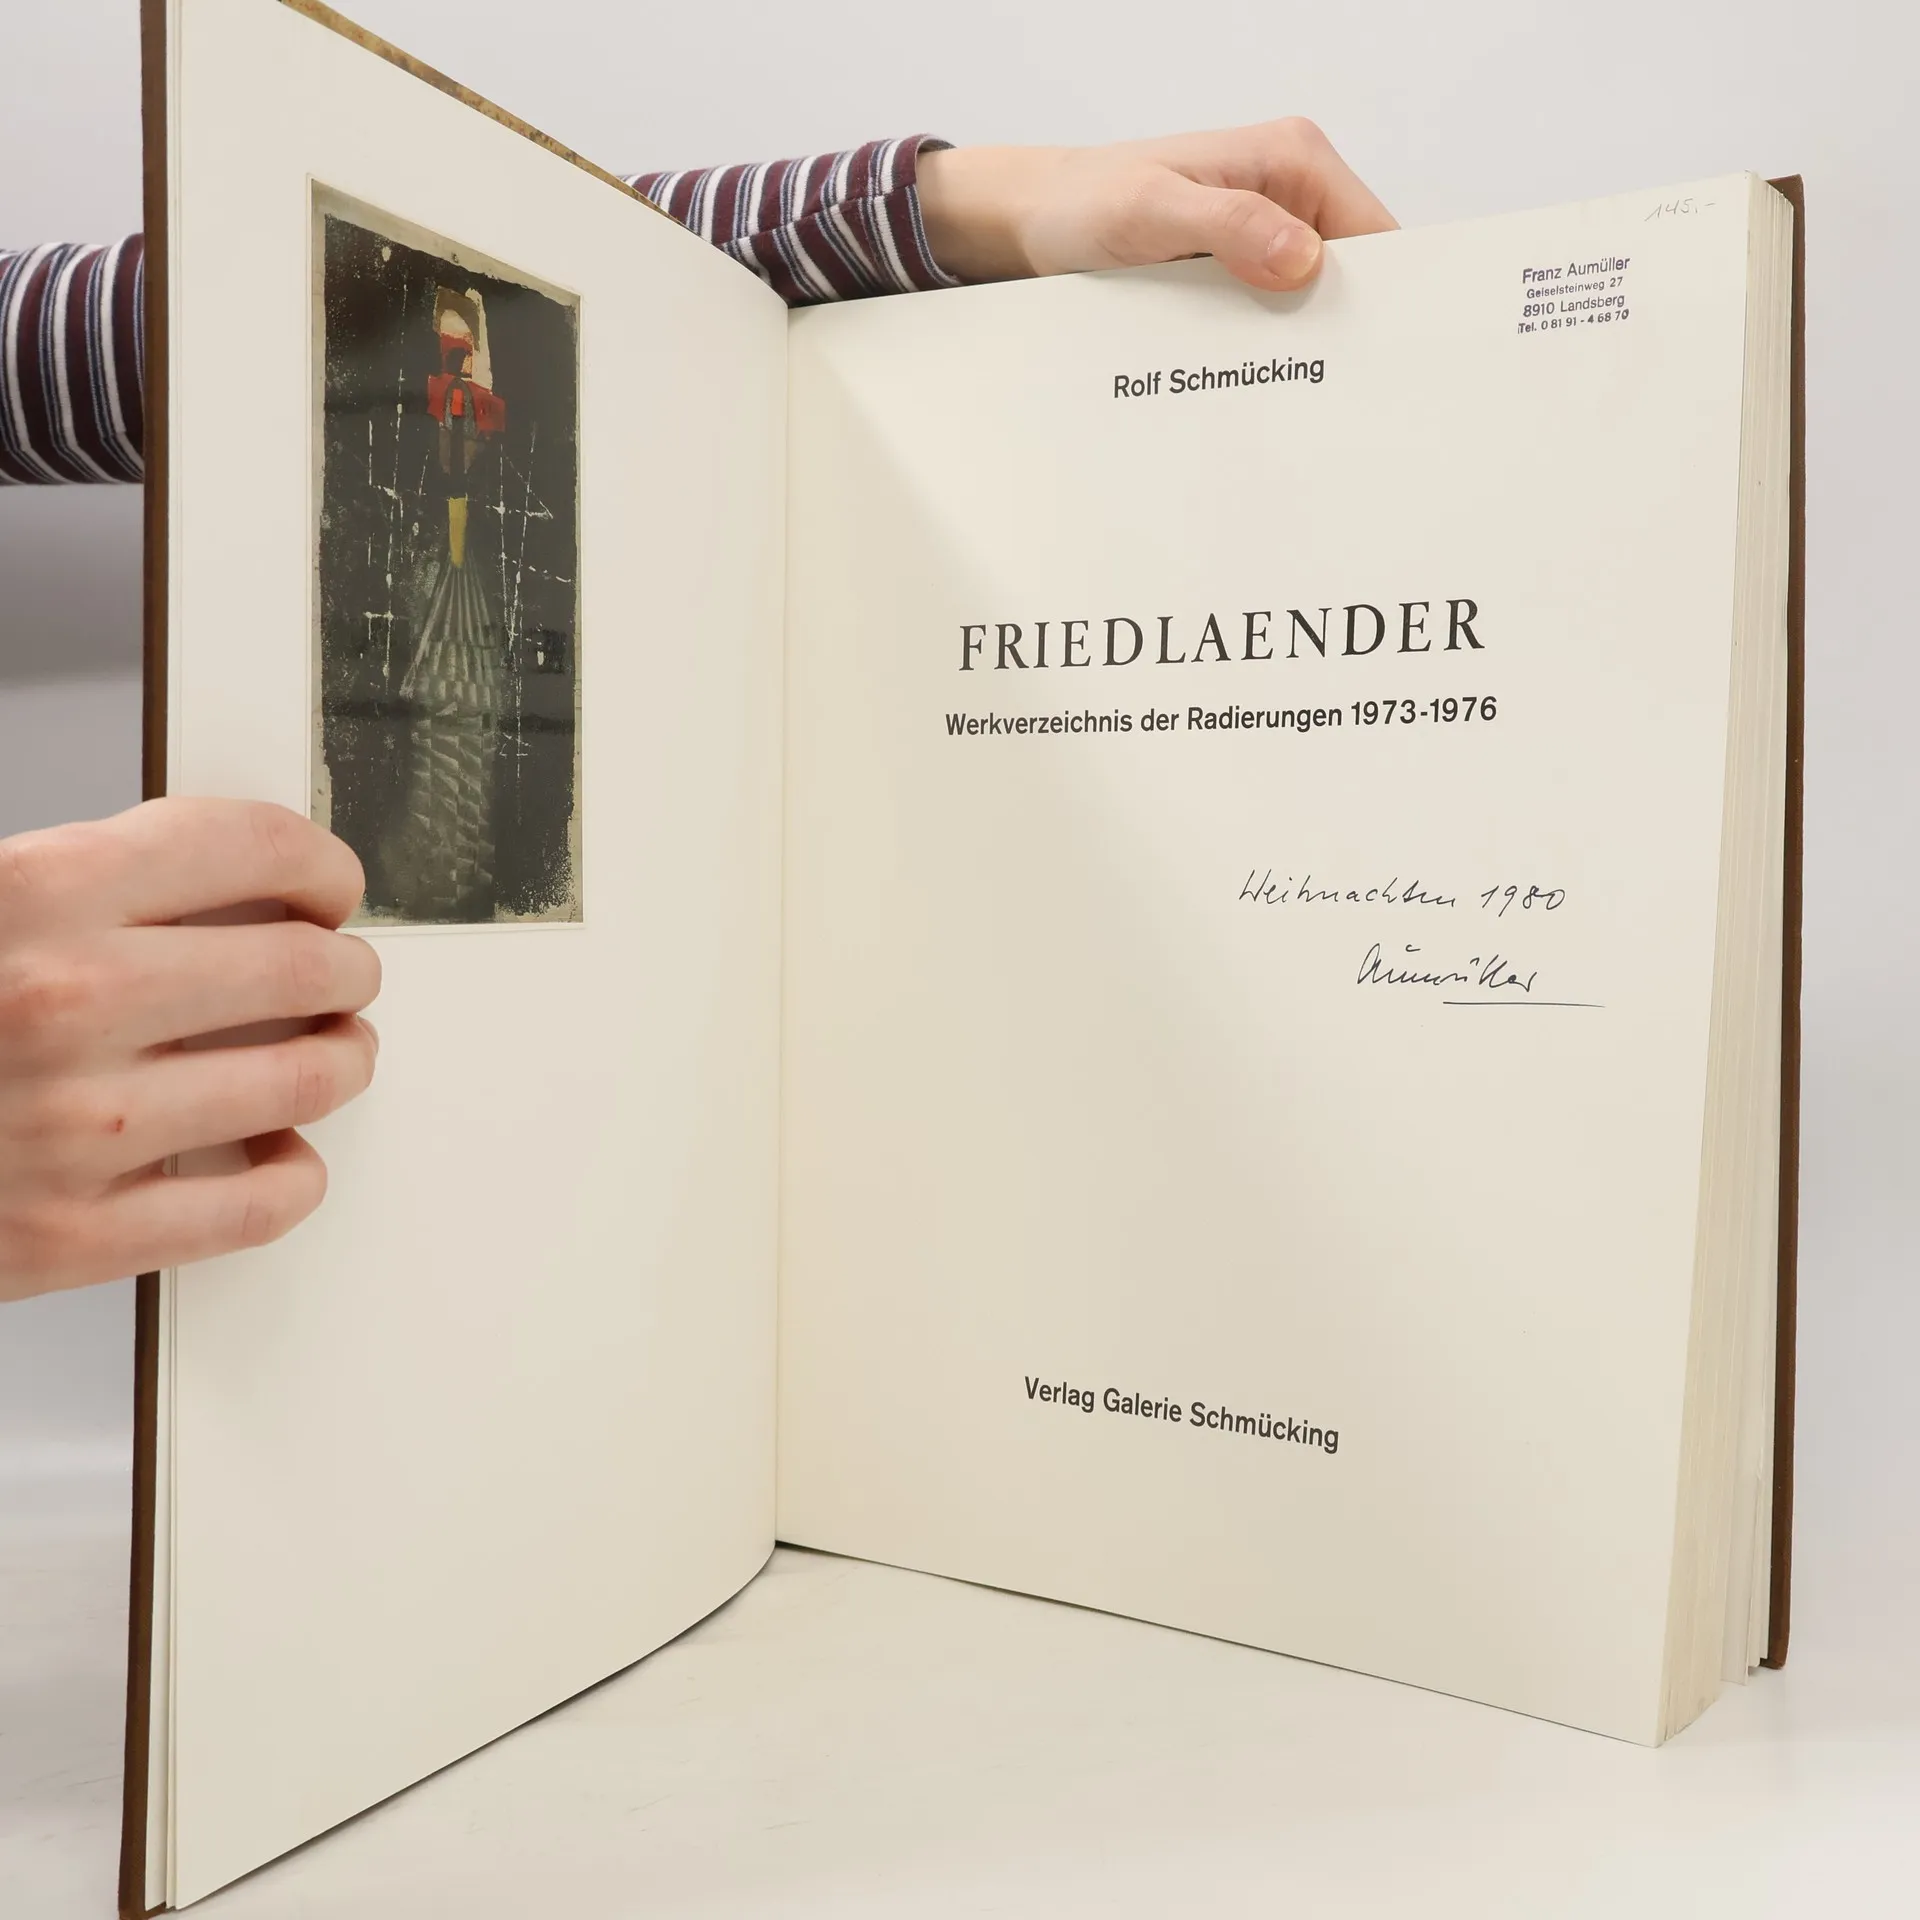 145,-
Franz Aumüller
Geiselsteinweg 27
8910 Landsberg
Tel. 0 81 91 - 4 68 70
Rolf Schmücking
FRIEDLAENDER
Werkverzeichnis der Radierungen 1973-1976
Weihnachten 1980
Aumüller
Verlag Galerie Schmücking